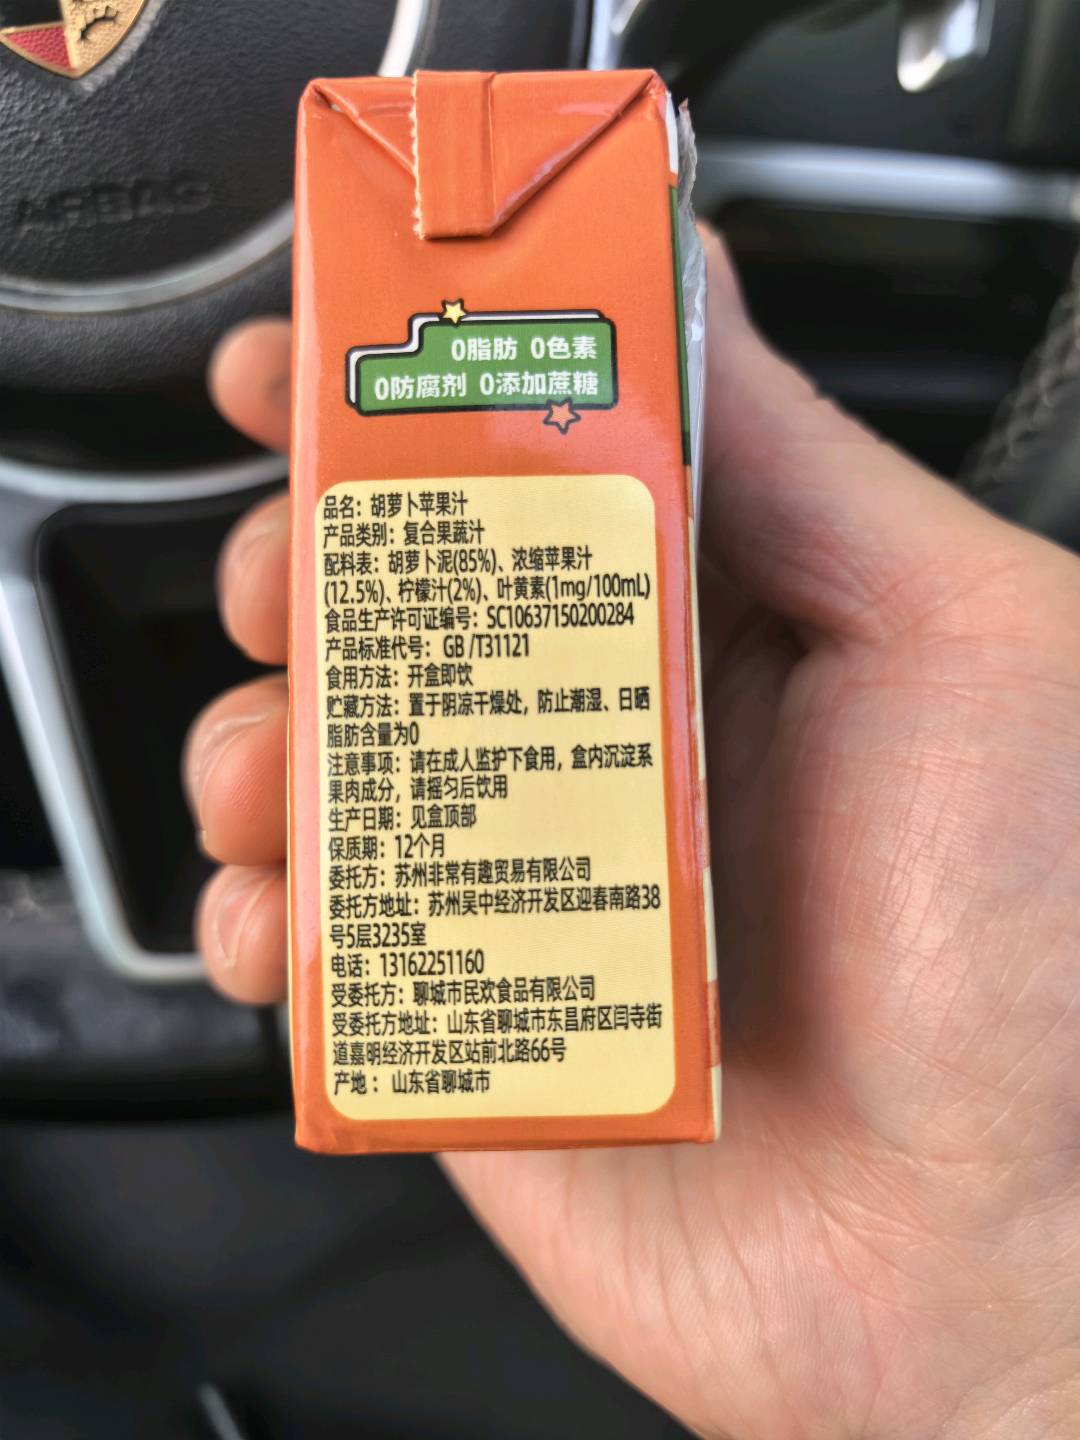 AIRBAG
0脂肪 0色素
0防腐剂 0添加蔗糖
品名：胡萝卜苹果汁
产品类别：复合果蔬汁
配料表：胡萝卜泥(85%)、浓缩苹果汁
(12.5%)、柠檬汁(2%)、叶黄素(1mg/100mL)
食品生产许可证编号：SC10637150200284
产品标准代号：GB /T31121
食用方法：开盒即饮
贮藏方法：置于阴凉干燥处，防止潮湿、日晒
脂肪含量为0
注意事项：请在成人监护下食用，盒内沉淀系
果肉成分，请摇匀后饮用
生产日期：见盒顶部
保质期：12个月
委托方：苏州非常有趣贸易有限公司
委托方地址：苏州吴中经济开发区迎春南路38
号5层3235室
电话：13162251160
受委托方：聊城市民欢食品有限公司
受委托方地址：山东省聊城市东昌府区闫寺街
道嘉明经济开发区站前北路66号
产地：山东省聊城市